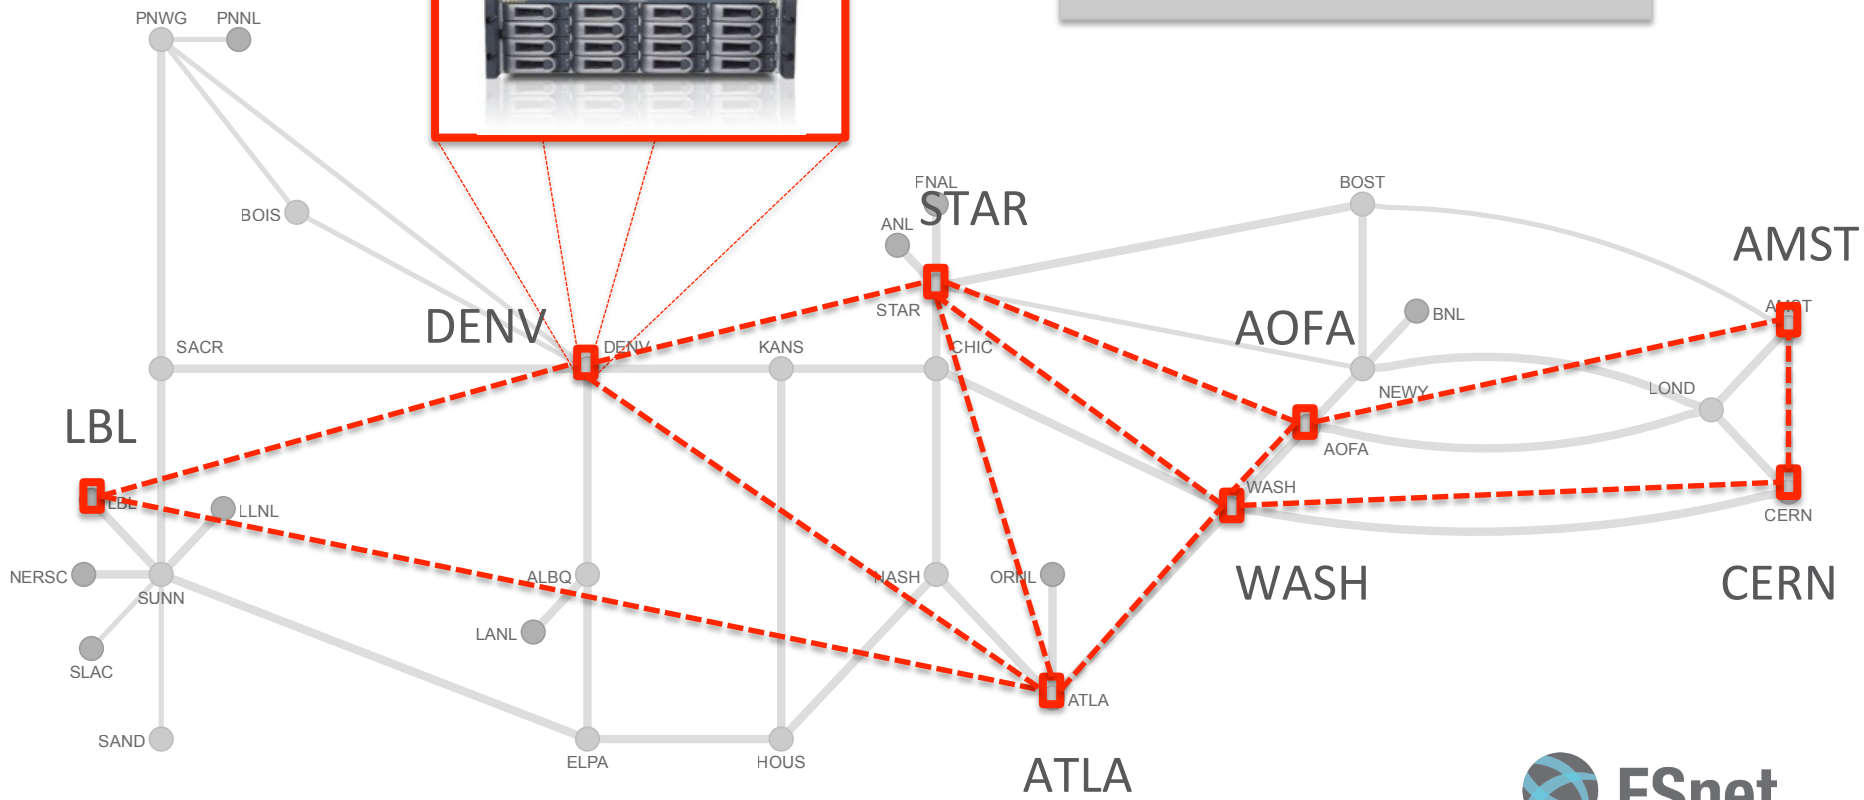 PNWG PNNL
FNAL
STAR
BOST
BOIS
ANL
AMST
AMST
STAR
BNL
DENV
AOFA
SACR
DENV
KANS
CHIC
NEWY
LOND
LBL
AOFA
LBL
LLNL
WASH
CERN
NERSC
SUNN
ALBQ
NASH
ORNL
WASH
CERN
LANL
SLAC
ATLA
SAND
ELPA
HOUS
ATLA
ESnet